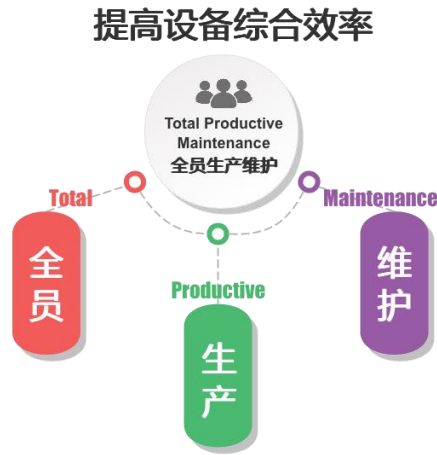 提高设备综合效率
Total Productive
Maintenance
全员生产维护
Total
Maintenance
全
员
维
护
Productive
生
产